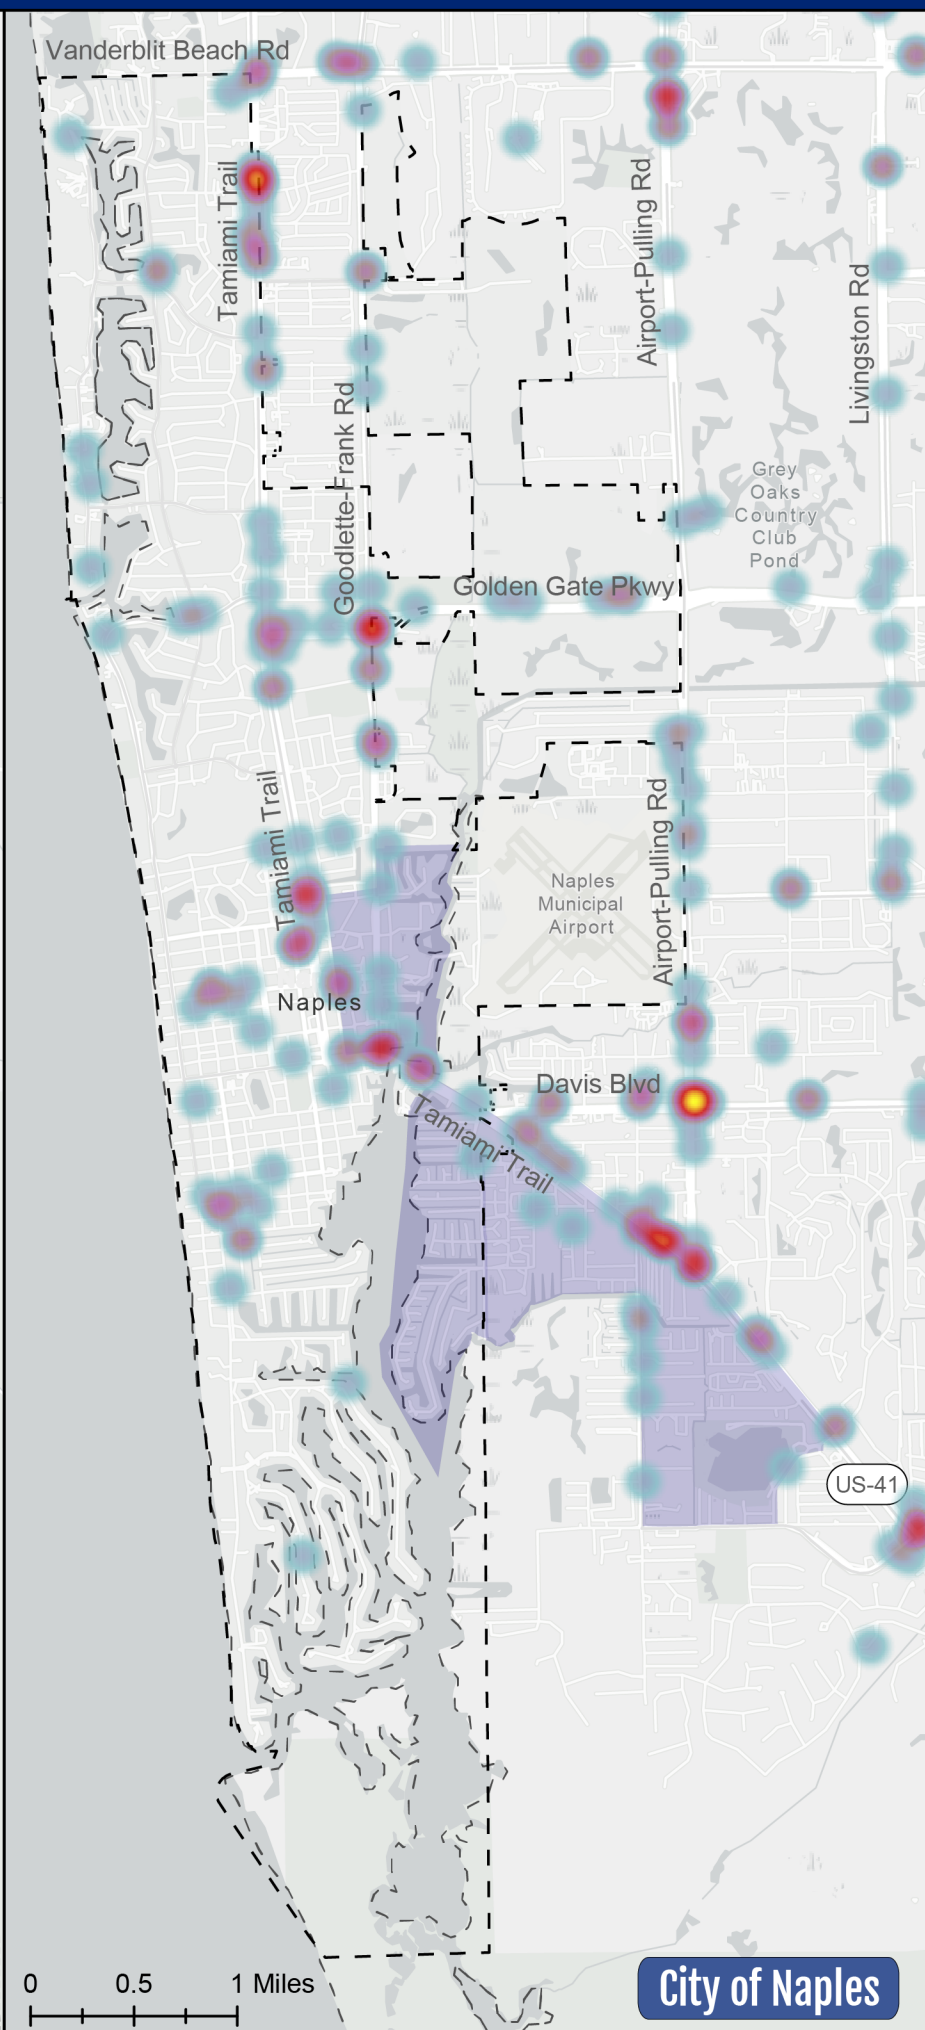 Vanderblit Beach Rd
Tamiami Trail
Airport-Pulling Rd
Livingston Rd
Goodlette-Frank Rd
Grey
Oaks
Country
Club
Pond
Golden Gate Pkwy
Tamiami Trail
Airport-Pulling Rd
Naples
Municipal
Airport
Naples
Davis Blvd
Tamiami Trail
US-41
0 0.5 1 Miles
City of Naples